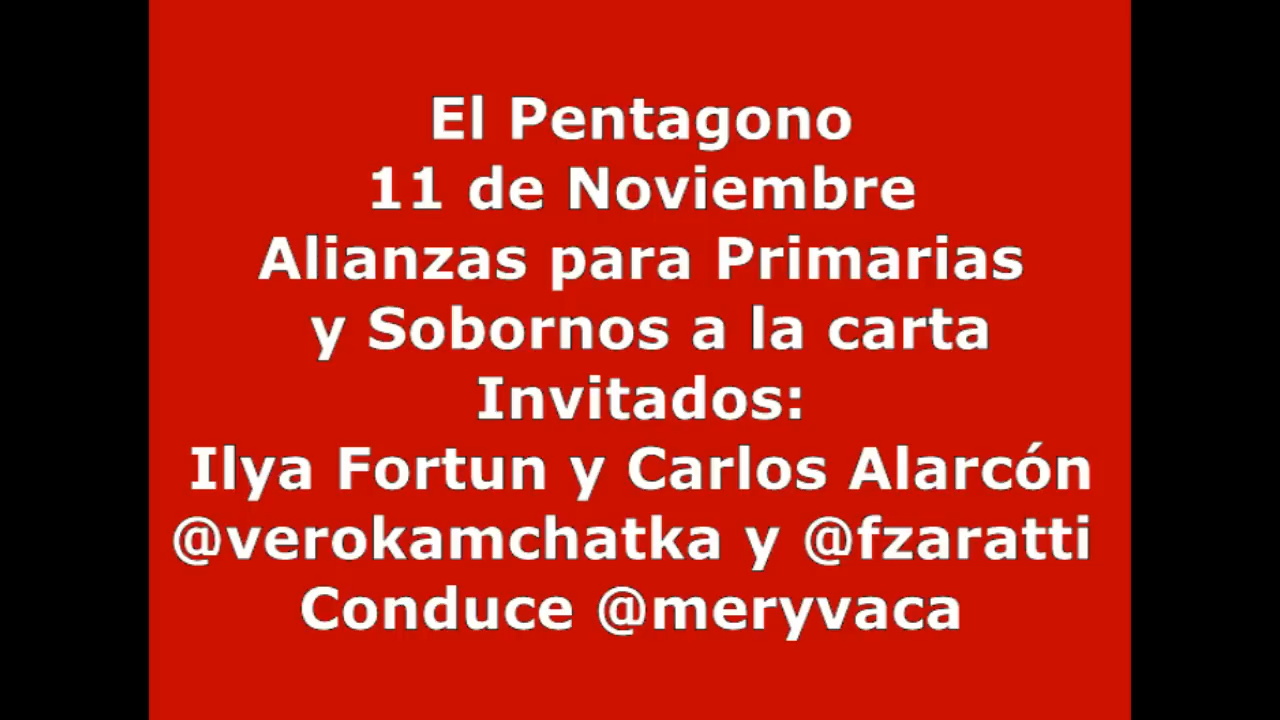 El Pentagono
11 de Noviembre
Alianzas para Primarias
y Sobornos a la carta
Invitados:
Ilya Fortun y Carlos Alarcón
@verokamchatka y @fzaratti
Conduce @meryvaca